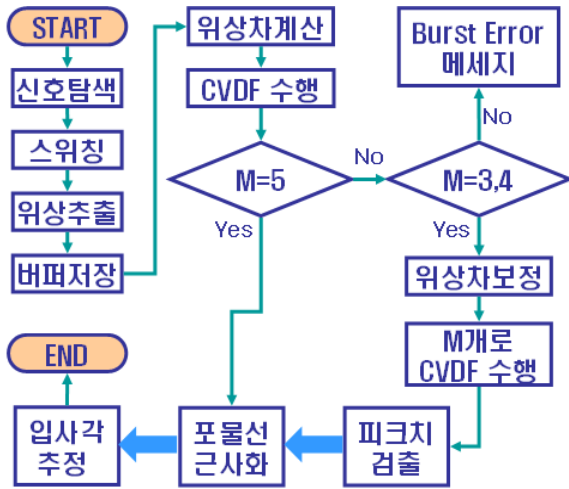 START
신호탐색
스위칭
위상추출
버퍼저장
위상차계산
CVDF 수행
M=5
No
Yes
M=3,4
No
Yes
Burst Error
메세지
위상차보정
M개로
CVDF 수행
피크치
검출
포물선
근사화
입사각
추정
END